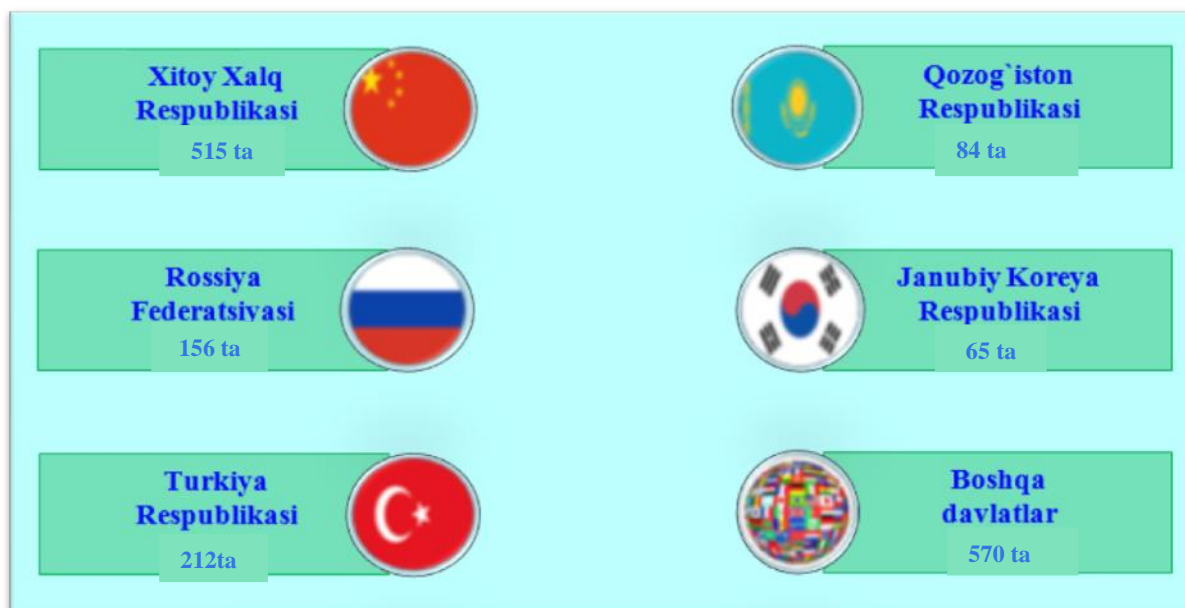 Xitoy Xalq
Respublikasi
515 ta
Qozog`iston
Respublikasi
84 ta
Rossiya
Federatsiyasi
156 ta
Janubiy Koreya
Respublikasi
65 ta
Turkiya
Respublikasi
212ta
Boshqa
davlatlar
570 ta